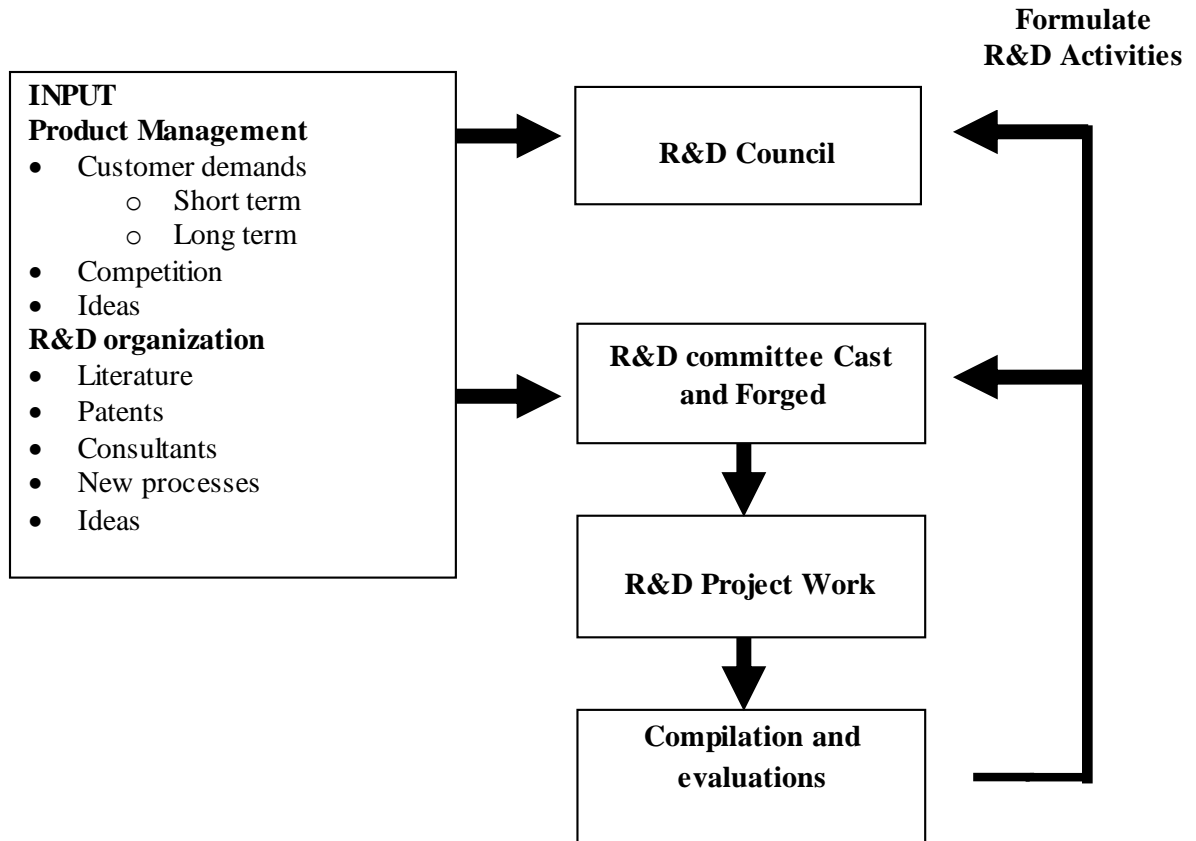 Formulate
R&D Activities
INPUT
Product Management
• Customer demands
o Short term
o Long term
• Competition
• Ideas
R&D organization
• Literature
• Patents
• Consultants
• New processes
• Ideas
R&D Council
R&D committee Cast
and Forged
R&D Project Work
Compilation and
evaluations